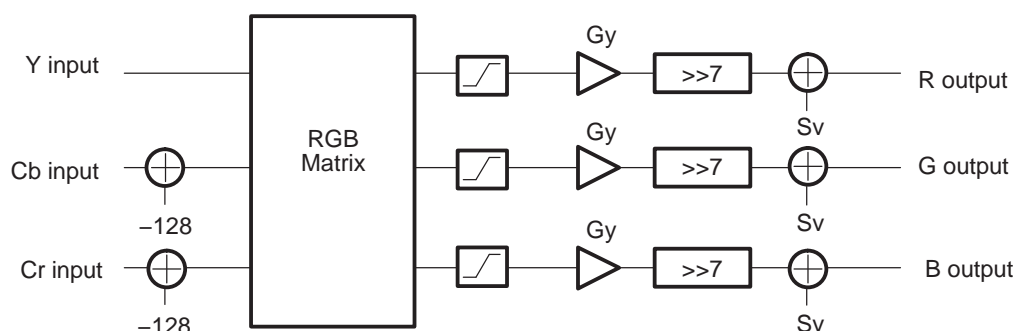 Gy
Y input
>>7
R output
Sv
RGB
Matrix
Gy
Cb input
>>7
G output
–128
Sv
Gy
Cr input
>>7
B output
–128
Sv